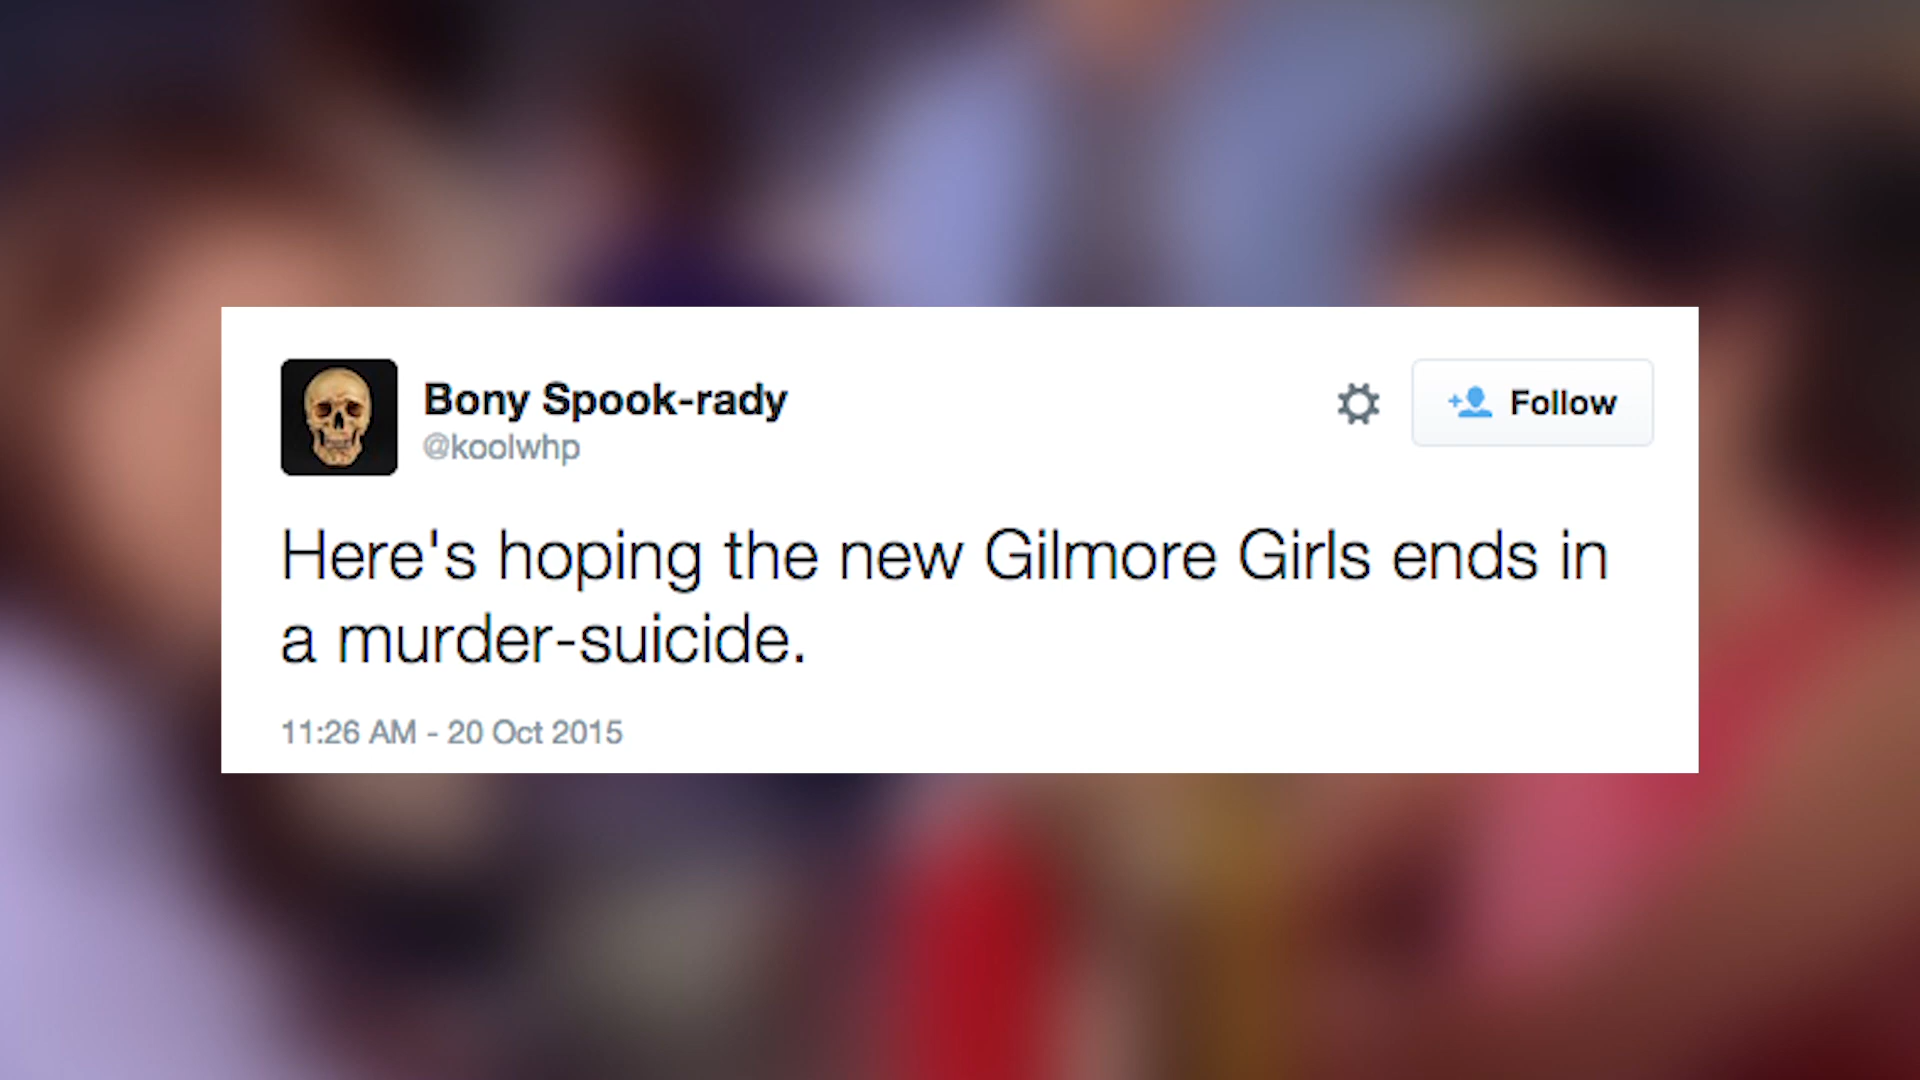 Bony Spook-rady
@koolwhp
Follow
Here's hoping the new Gilmore Girls ends in
a murder-suicide.
11:26 AM - 20 Oct 2015